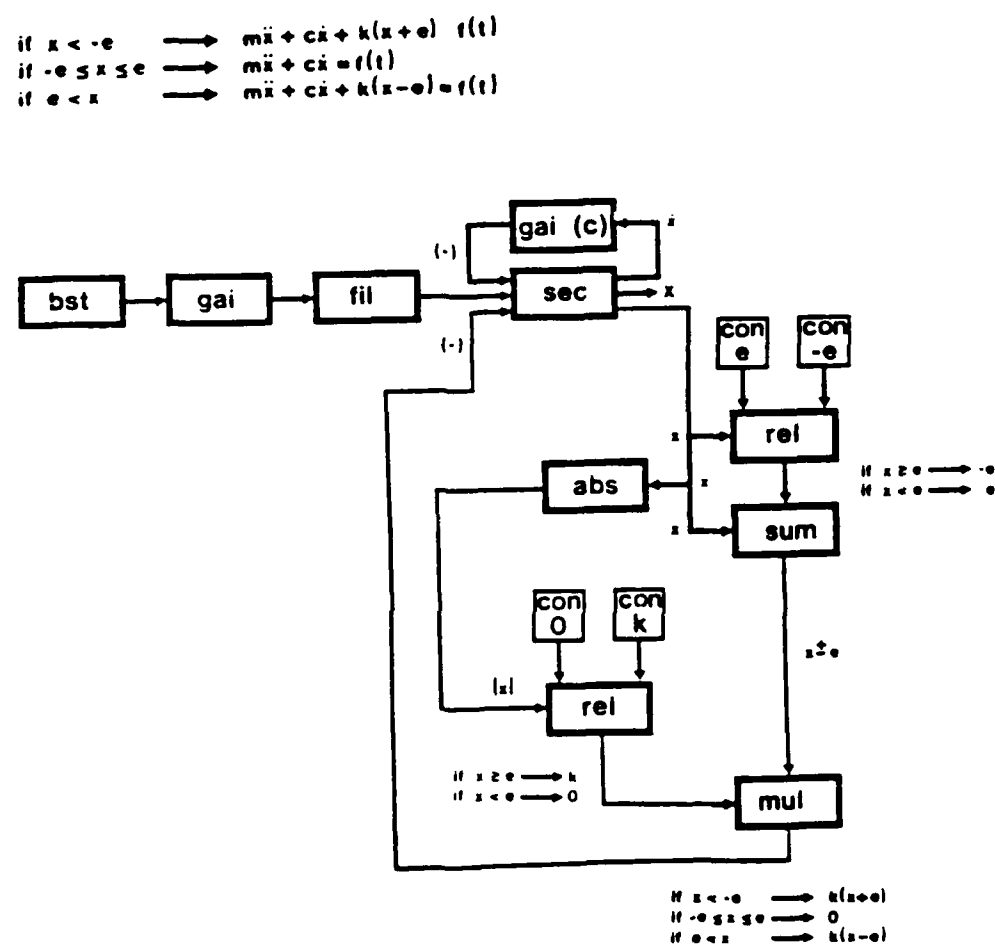 if x < -e ⟶ mẍ + cẋ + k(x+e) f(t)
if -e ≤ x ≤ e ⟶ mẍ + cẋ = f(t)
if e < x ⟶ mẍ + cẋ + k(x-e) = f(t)
gai (c)
ẋ
(-)
bst
gai
fil
sec
x
(-)
con
e
con
-e
x
rel
if x ≥ e ⟶ -e
if x < e ⟶ e
abs
x
x
sum
con
0
con
k
x±e
|x|
rel
if x ≥ e ⟶ k
if x < e ⟶ 0
mul
if x < -e ⟶ k(x+e)
if -e ≤ x ≤ e ⟶ 0
if e < x ⟶ k(x-e)